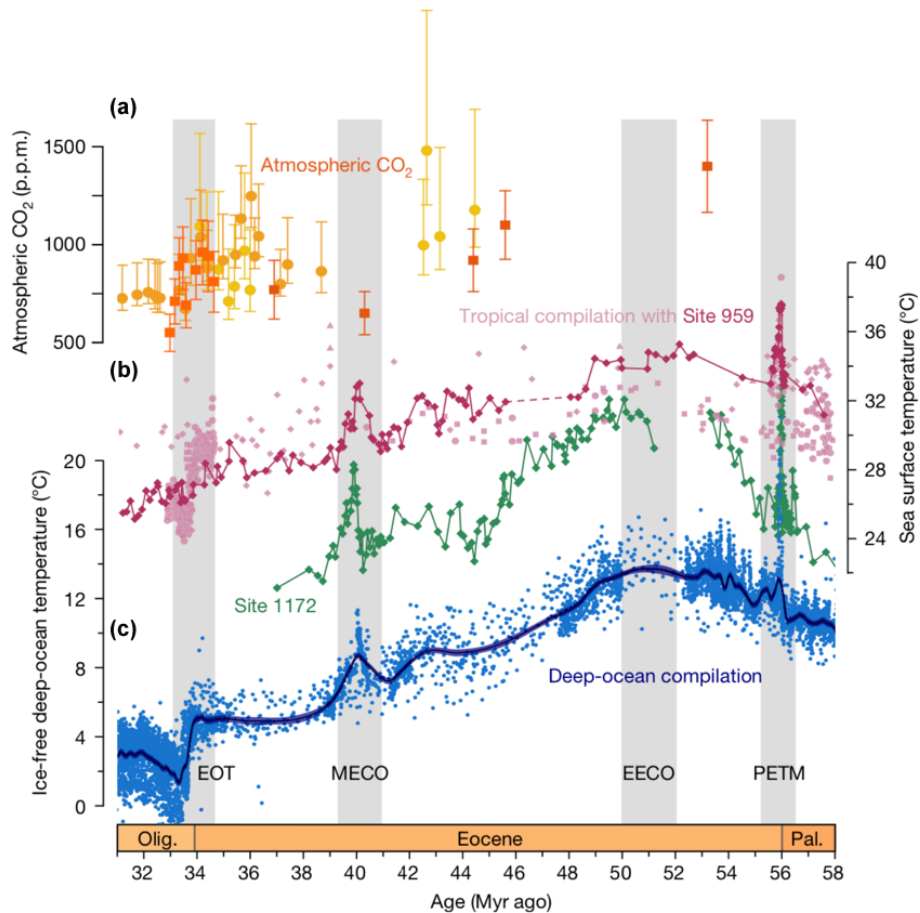 (a)
1500
1000
500
Atmospheric CO2 (p.p.m.)
Atmospheric CO2
(b)
Tropical compilation with Site 959
40
36
32
28
24
Sea surface temperature (°C)
Site 1172
(c)
20
16
12
8
4
0
Ice-free deep-ocean temperature (°C)
Deep-ocean compilation
EOT
MECO
EECO
PETM
Olig.
Eocene
Pal.
32 34 36 38 40 42 44 46 48 50 52 54 56 58
Age (Myr ago)